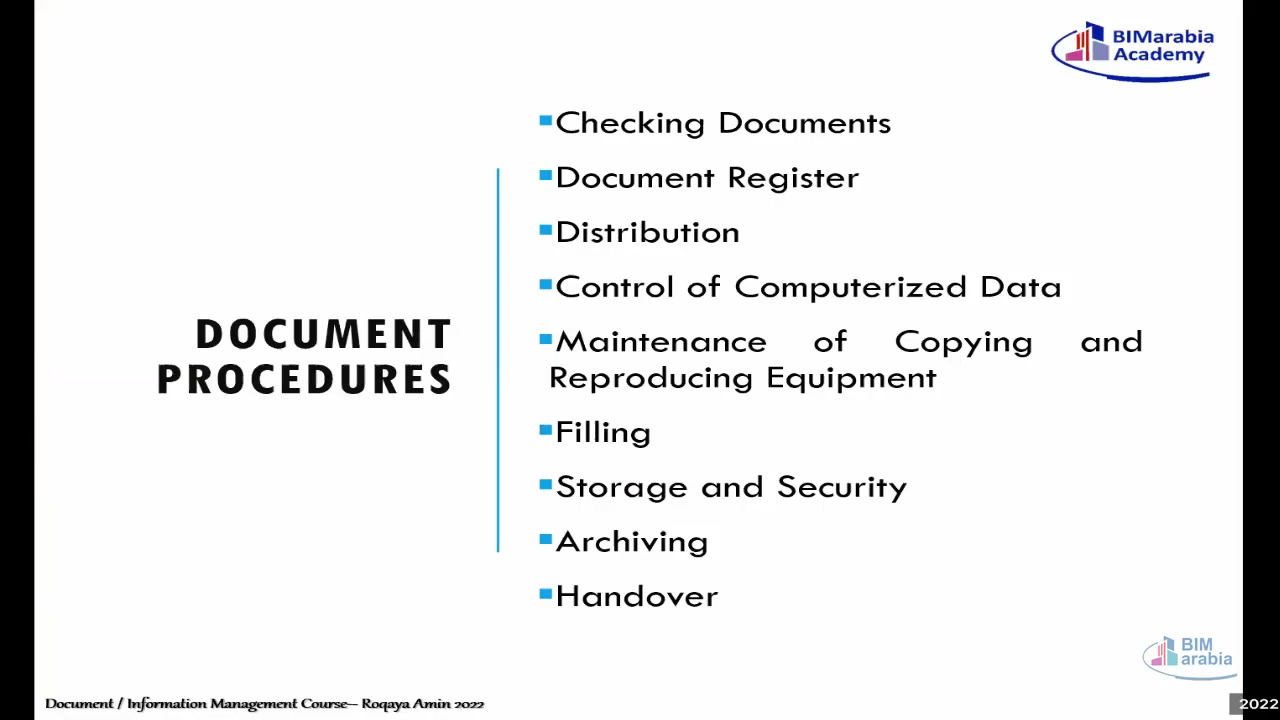 BIMarabia
Academy
▪Checking Documents
▪Document Register
▪Distribution
▪Control of Computerized Data
▪Maintenance of Copying and
Reproducing Equipment
▪Filling
▪Storage and Security
▪Archiving
▪Handover
DOCUMENT
PROCEDURES
BIM
arabia
Document / Information Management Course– Roqaya Amin 2022
2022